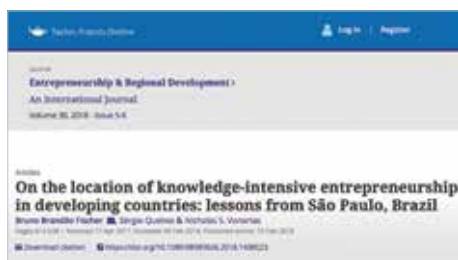 Taylor & Francis Online
Log in | Register
Journal
Entrepreneurship & Regional Development ›
An International Journal
Volume 30, 2018 - Issue 5-6
Articles
On the location of knowledge-intensive entrepreneurship
in developing countries: lessons from São Paulo, Brazil
Bruno Brandão Fischer, Sérgio Queiroz & Nicholas S. Vonortas
Download citation